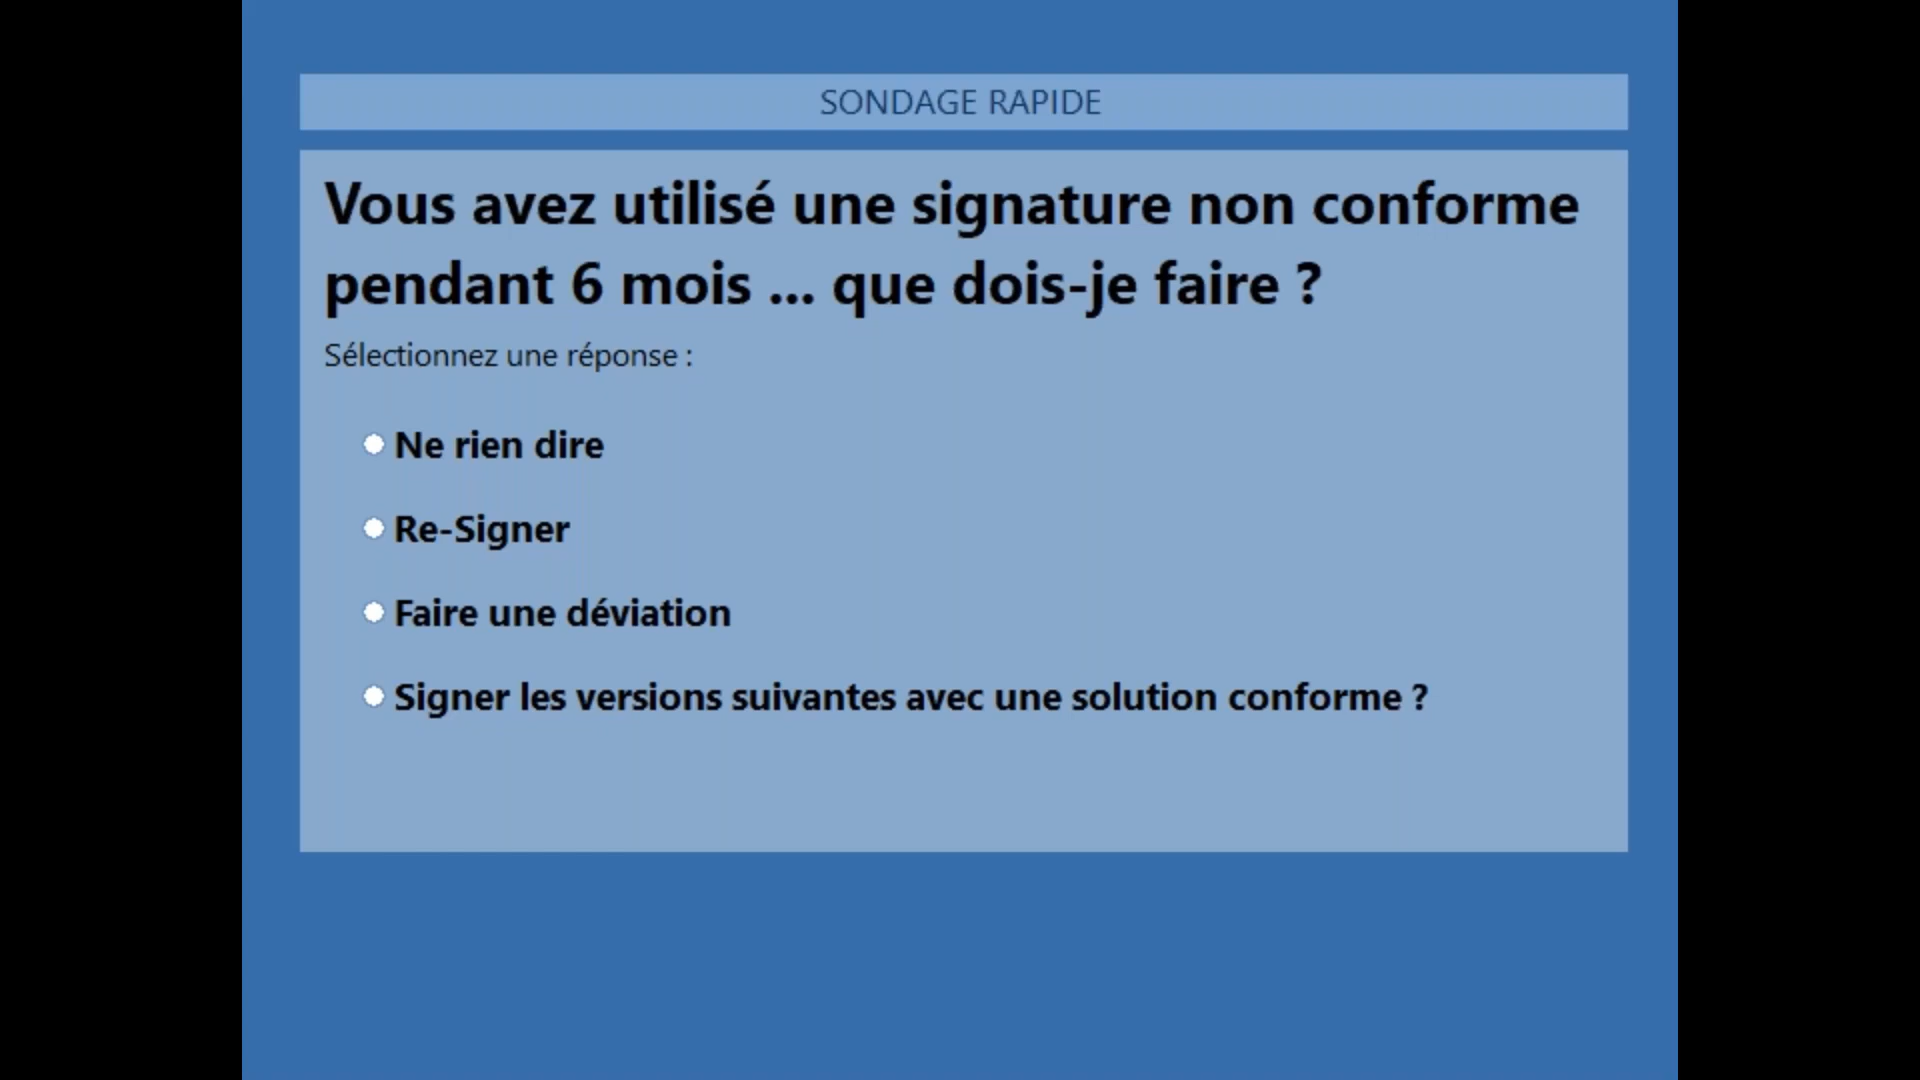 SONDAGE RAPIDE
Vous avez utilisé une signature non conforme
pendant 6 mois ... que dois-je faire ?
Sélectionnez une réponse :
Ne rien dire
Re-Signer
Faire une déviation
Signer les versions suivantes avec une solution conforme ?